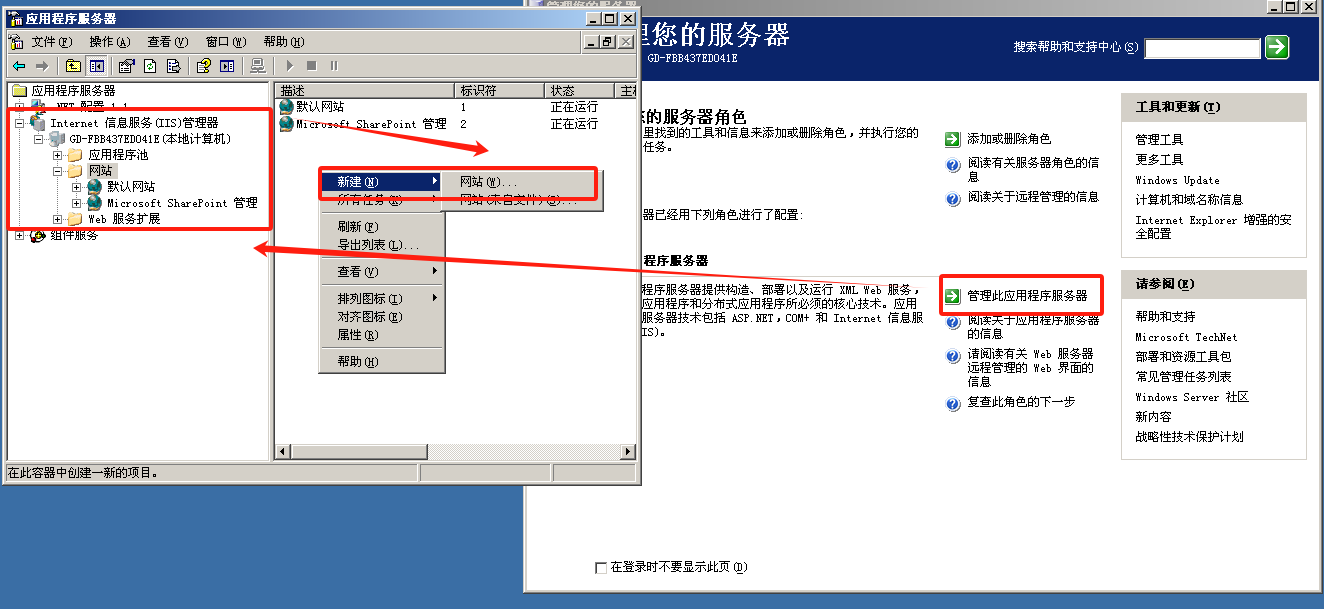 应用程序服务器
文件(F) 操作(A) 查看(V) 窗口(W) 帮助(H)
应用程序服务器
.NET 配置 1.1
Internet 信息服务(IIS)管理器
GD-FBB437ED041E(本地计算机)
应用程序池
网站
默认网站
Microsoft SharePoint 管理
Web 服务扩展
组件服务
描述 标识符 状态
默认网站 1 正在运行
Microsoft SharePoint 管理 2 正在运行
新建(N)
所有任务(K)
刷新(F)
导出列表(L)...
查看(V)
排列图标(I)
对齐图标(E)
属性(R)
帮助(H)
网站(W)...
网站(来自文件)(S)...
在此容器中创建一新的项目。
管理您的服务器
您的服务器
GD-FBB437ED041E
搜索帮助和支持中心(S)
的服务器角色
里找到的工具和信息来添加或删除角色，并执行您的
任务。
添加或删除角色
阅读有关服务器角色的信
息
阅读关于远程管理的信息
器已经用下列角色进行了配置:
程序服务器
程序服务器提供构造、部署以及运行 XML Web 服务，
应用程序和分布式应用程序所必须的核心技术。应用
服务器技术包括 ASP.NET，COM+ 和 Internet 信息服
IS)。
管理此应用程序服务器
阅读关于应用程序服务器
的信息
请阅读有关 Web 服务器
远程管理的 Web 界面的
信息
复查此角色的下一步
工具和更新(T)
管理工具
更多工具
Windows Update
计算机和域名称信息
Internet Explorer 增强的安
全配置
请参阅(E)
帮助和支持
Microsoft TechNet
部署和资源工具包
常见管理任务列表
Windows Server 社区
新内容
战略性技术保护计划
在登录时不要显示此页(D)